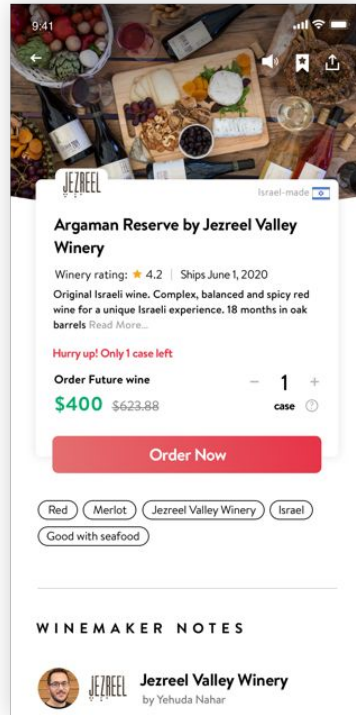 9:41
JEZREEL
Israel-made
Argaman Reserve by Jezreel Valley
Winery
Winery rating: ★ 4.2 | Ships June 1, 2020
Original Israeli wine. Complex, balanced and spicy red
wine for a unique Israeli experience. 18 months in oak
barrels Read More...
Hurry up! Only 1 case left
Order Future wine
− 1 +
$400 $623.88
case ?
Order Now
Red
Merlot
Jezreel Valley Winery
Israel
Good with seafood
WINEMAKER NOTES
JEZREEL
Jezreel Valley Winery
by Yehuda Nahar